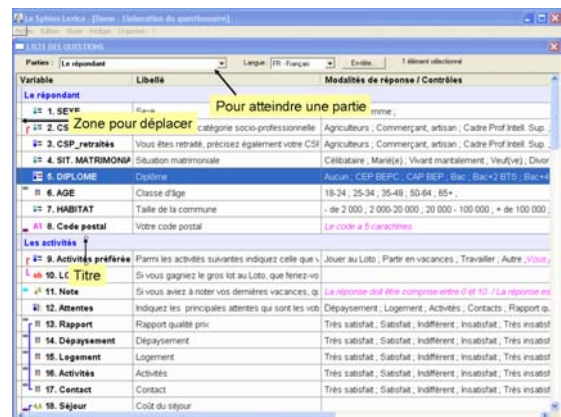 Le Sphinx Lexica - [Demo - Elaboration du questionnaire]
LISTE DES QUESTIONS
Parties : Le répondant Langue : FR - Français En-tête... 1 élément sélectionné
Variable Libellé Modalités de réponse / Contrôles
Le répondant
Pour atteindre une partie
1. SEXE Sexe
Zone pour déplacer
2. catégorie socio-professionnelle Agriculteurs ; Commerçant, artisan ; Cadre Prof.Intell. Sup. ;
3. CSP_retraités Vous êtes retraité, précisez également votre CSP Agriculteurs ; Commerçant, artisan ; Cadre Prof.Intell. Sup. ;
4. SIT. MATRIMONIA Situation matrimoniale Célibataire ; Marié(e) ; Vivant maritalement ; Veuf(ve) ; Divor
5. DIPLOME Diplôme Aucun ; CEP BEPC ; CAP BEP ; Bac ; Bac+2 BTS ; Bac+4
6. AGE Classe d'âge 18-24 ; 25-34 ; 35-49 ; 50-64 ; 65+ ;
7. HABITAT Taille de la commune - de 2 000 ; 2 000-20 000 ; 20 000 - 100 000 ; + de 100 000 ;
A1 8. Code postal Votre code postal Le code a 5 caractères
Les activités
9. Activités préférée Parmi les activités suivantes indiquez celle que v Jouer au Loto ; Partir en vacances ; Travailler ; Autre ; Vous
Titre
10. Si vous gagniez le gros lot au Loto, que feriez-vo
11. Note Si vous aviez à noter vos dernières vacances, q. La réponse doit être comprise entre 0 et 10. / La réponse es
12. Attentes Indiquez les principales attentes qui sont les vot Dépaysement ; Logement ; Activités ; Contacts ; Rapport q
13. Rapport Rapport qualité prix Très satisfait ; Satisfait ; Indifférent ; Insatisfait ; Très insatisf
14. Dépaysement Dépaysement Très satisfait ; Satisfait ; Indifférent ; Insatisfait ; Très insatisf
15. Logement Logement Très satisfait ; Satisfait ; Indifférent ; Insatisfait ; Très insatisf
16. Activités Activités Très satisfait ; Satisfait ; Indifférent ; Insatisfait ; Très insatisf
17. Contact Contact Très satisfait ; Satisfait ; Indifférent ; Insatisfait ; Très insatisf
18. Séjour Coût du séjour